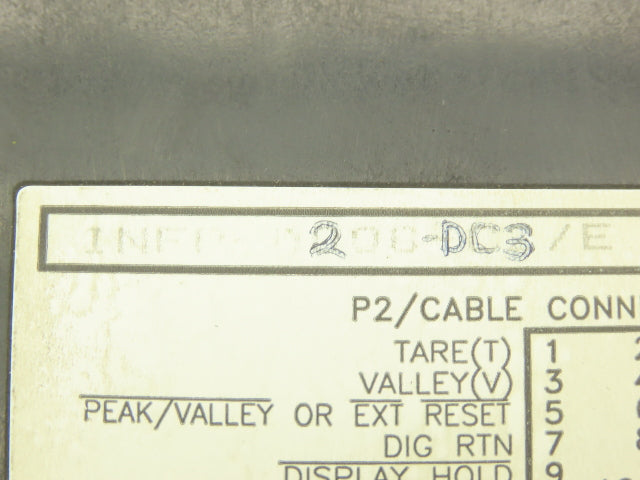 2 -DC3 /E
P2/CABLE CONN
TARE(T) 1
VALLEY(V) 3
PEAK/VALLEY OR EXT RESET 5
DIG RTN 7
DISPLAY HOLD 9